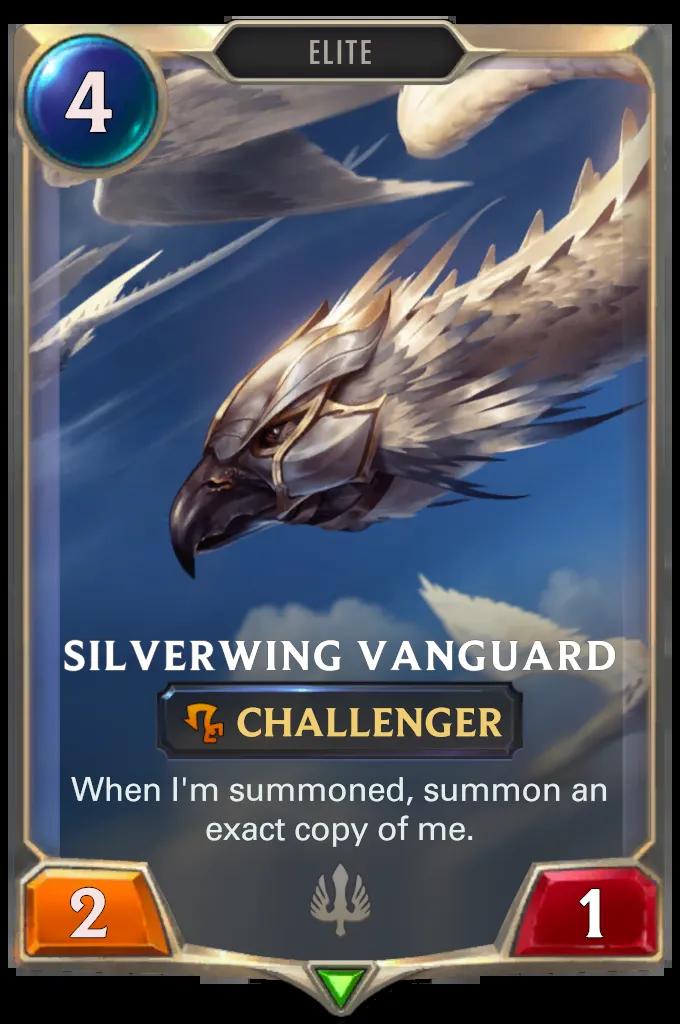 ELITE
4
SILVERWING VANGUARD
CHALLENGER
When I'm summoned, summon an
exact copy of me.
2
1